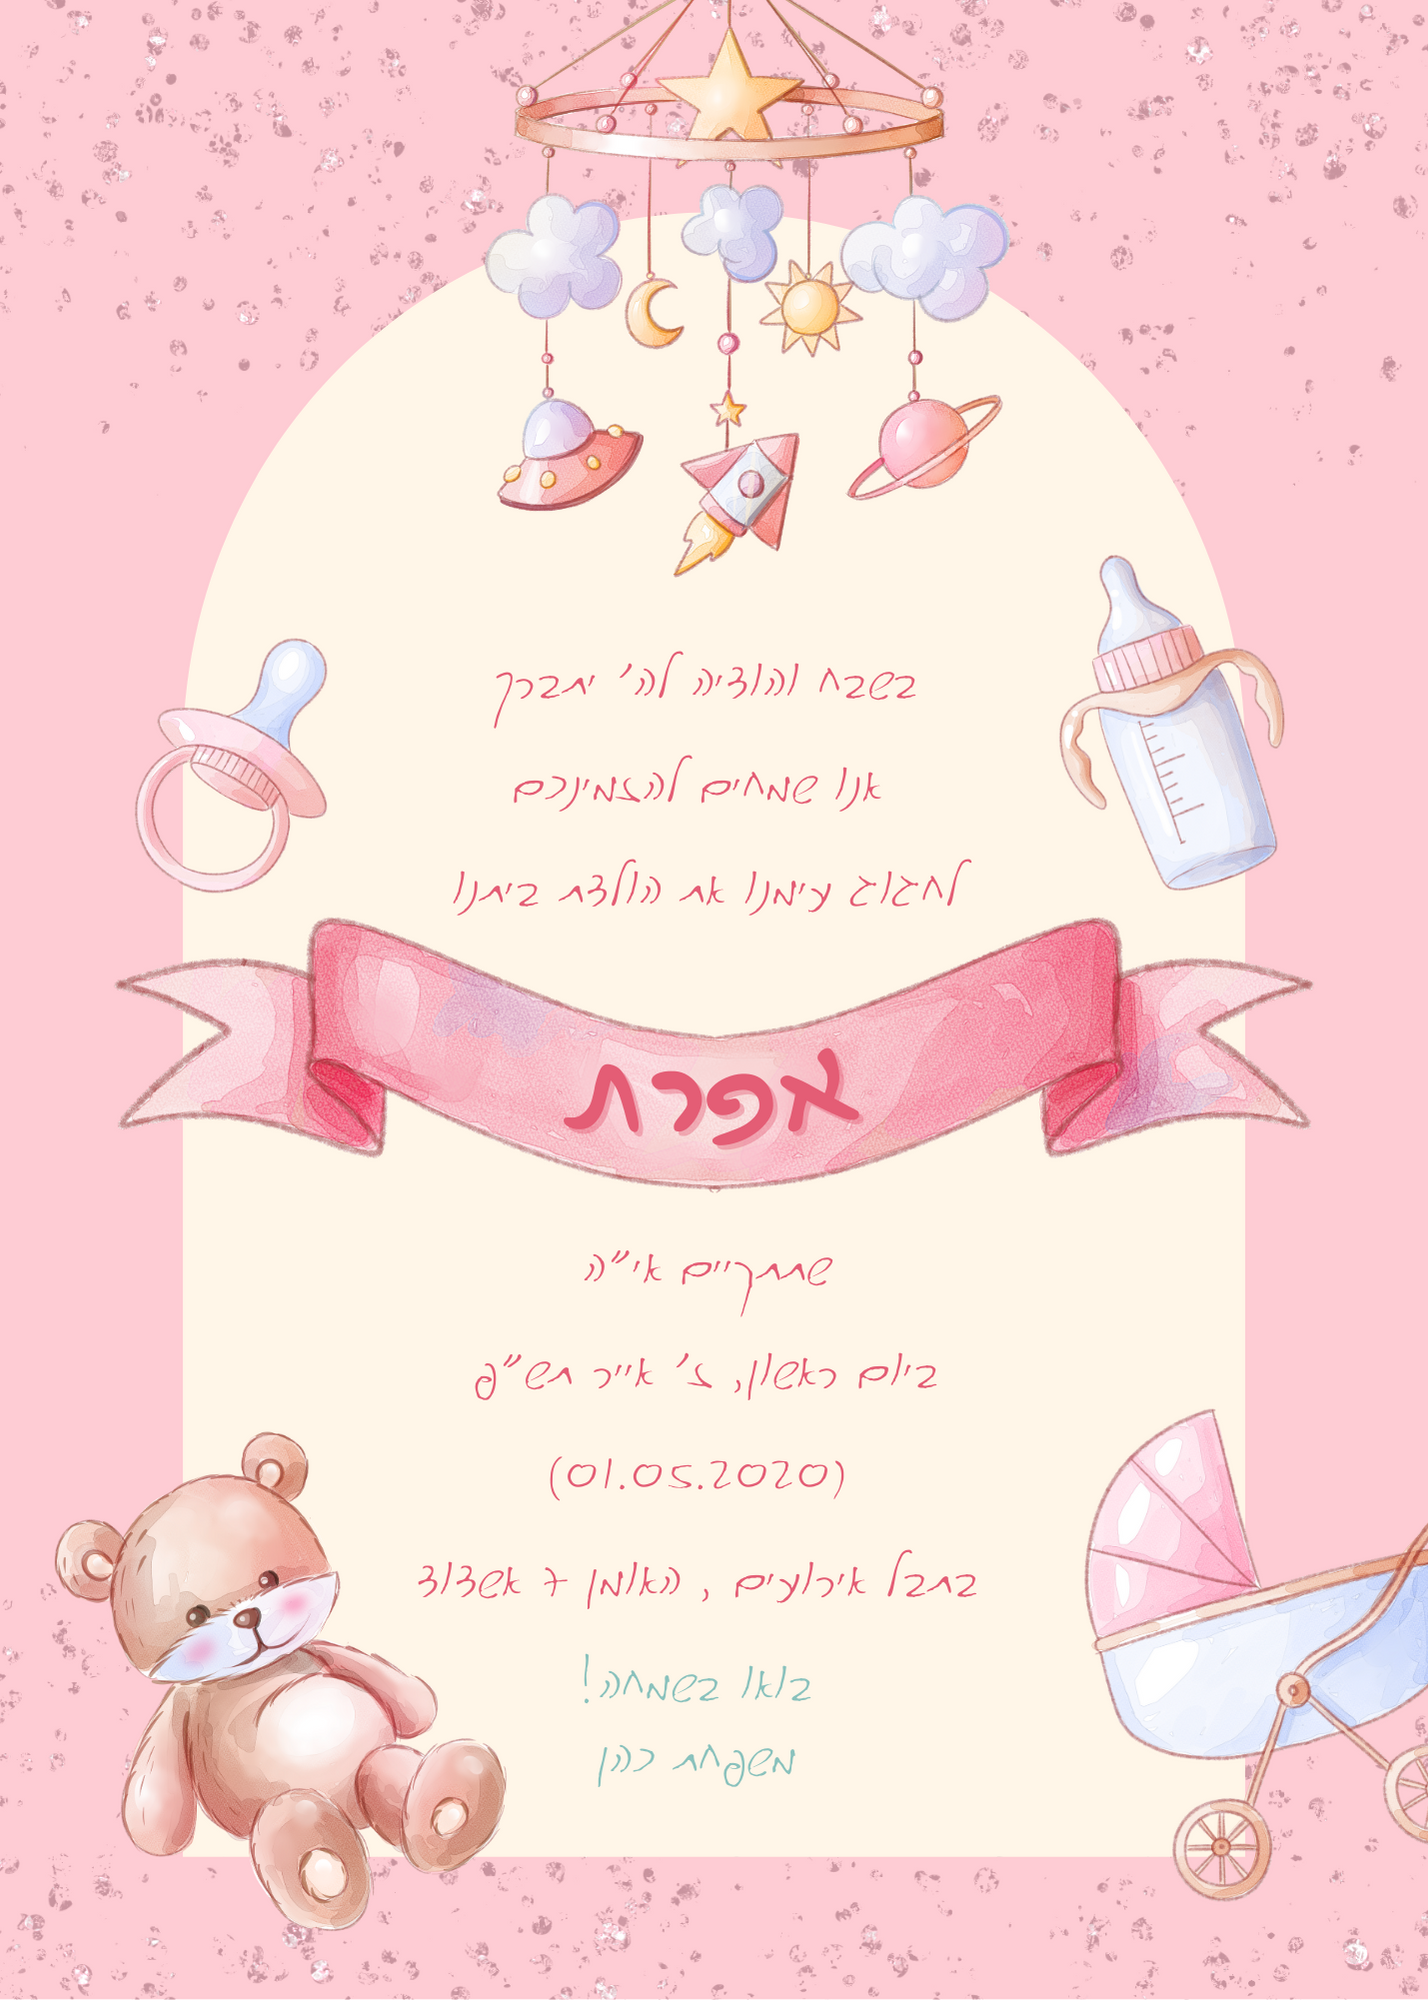 בשבח והודיה לה' יתברך
אנו שמחים להזמינכם
לחגוג עימנו את הולדת ביתנו
אפרת
שתתקיים אי"ה
ביום ראשון, ז' אייר תש"פ
(01.05.2020)
בתבל אירועים , האומן 7 אשדוד
בואו בשמחה!
משפחת כהן